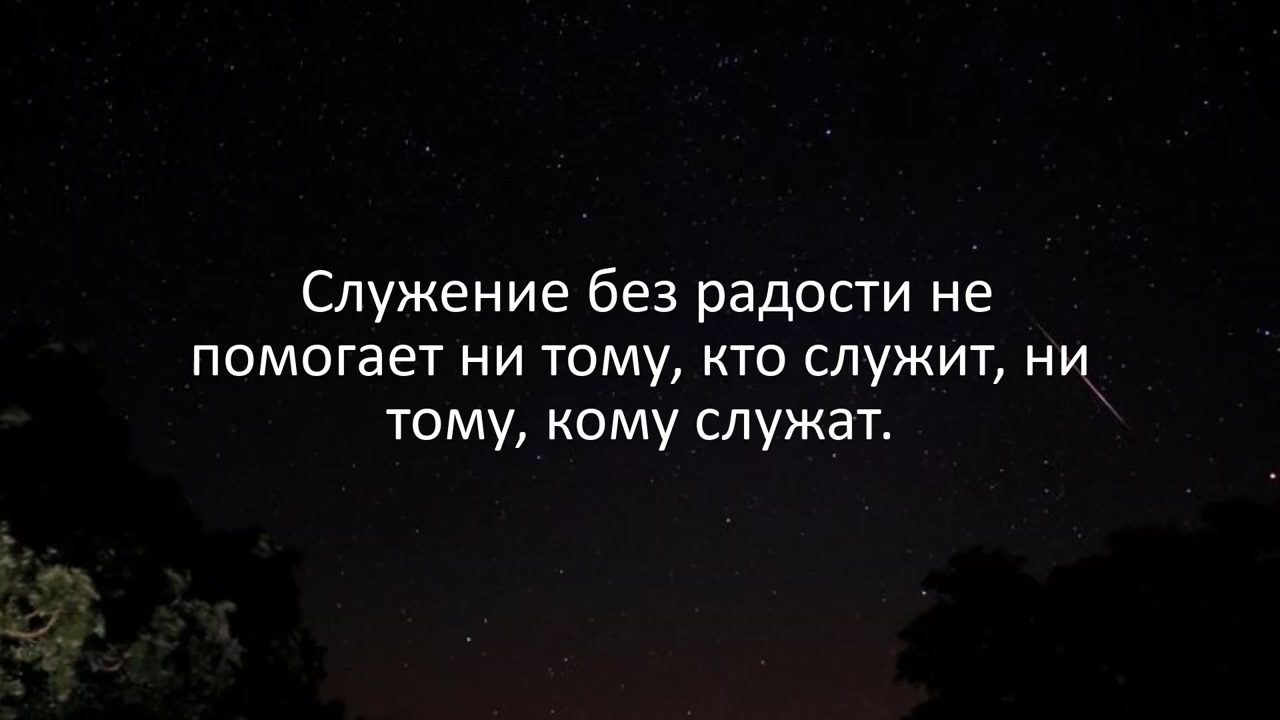 Служение без радости не
помогает ни тому, кто служит, ни
тому, кому служат.